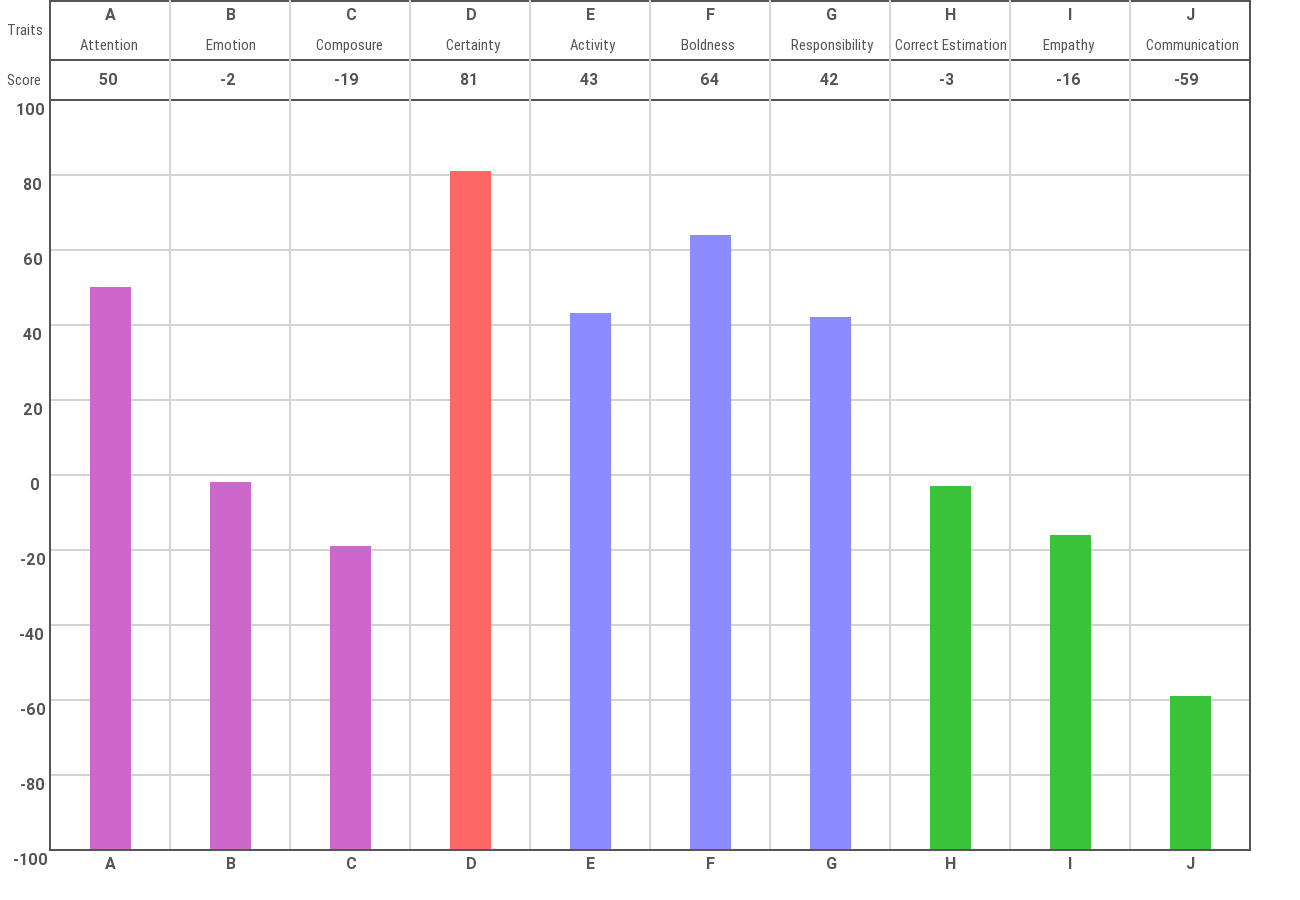 Traits
A B C D E F G H I J
Attention Emotion Composure Certainty Activity Boldness Responsibility Correct Estimation Empathy Communication
Score 50 -2 -19 81 43 64 42 -3 -16 -59
100
80
60
40
20
0
-20
-40
-60
-80
-100
A B C D E F G H I J